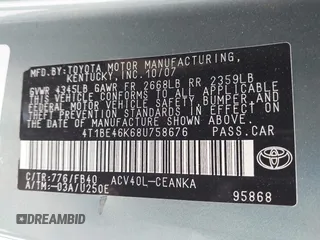 MFD.BY:TOYOTA MOTOR MANUFACTURING,
KENTUCKY,INC.10/07
GVWR 4345LB GAWR FR 2668LB RR 2359LB
THIS VEHICLE CONFORMS TO ALL APPLICABLE
FEDERAL MOTOR VEHICLE SAFETY, BUMPER, AND
THEFT PREVENTION STANDARDS IN EFFECT ON
THE DATE OF MANUFACTURE SHOWN ABOVE.
4T1BE46K68U758676 PASS.CAR
C/TR:776/FB40 ACV40L-CEANKA
A/TM:-03A/U250E
TOYOTA
95868
DREAMBID